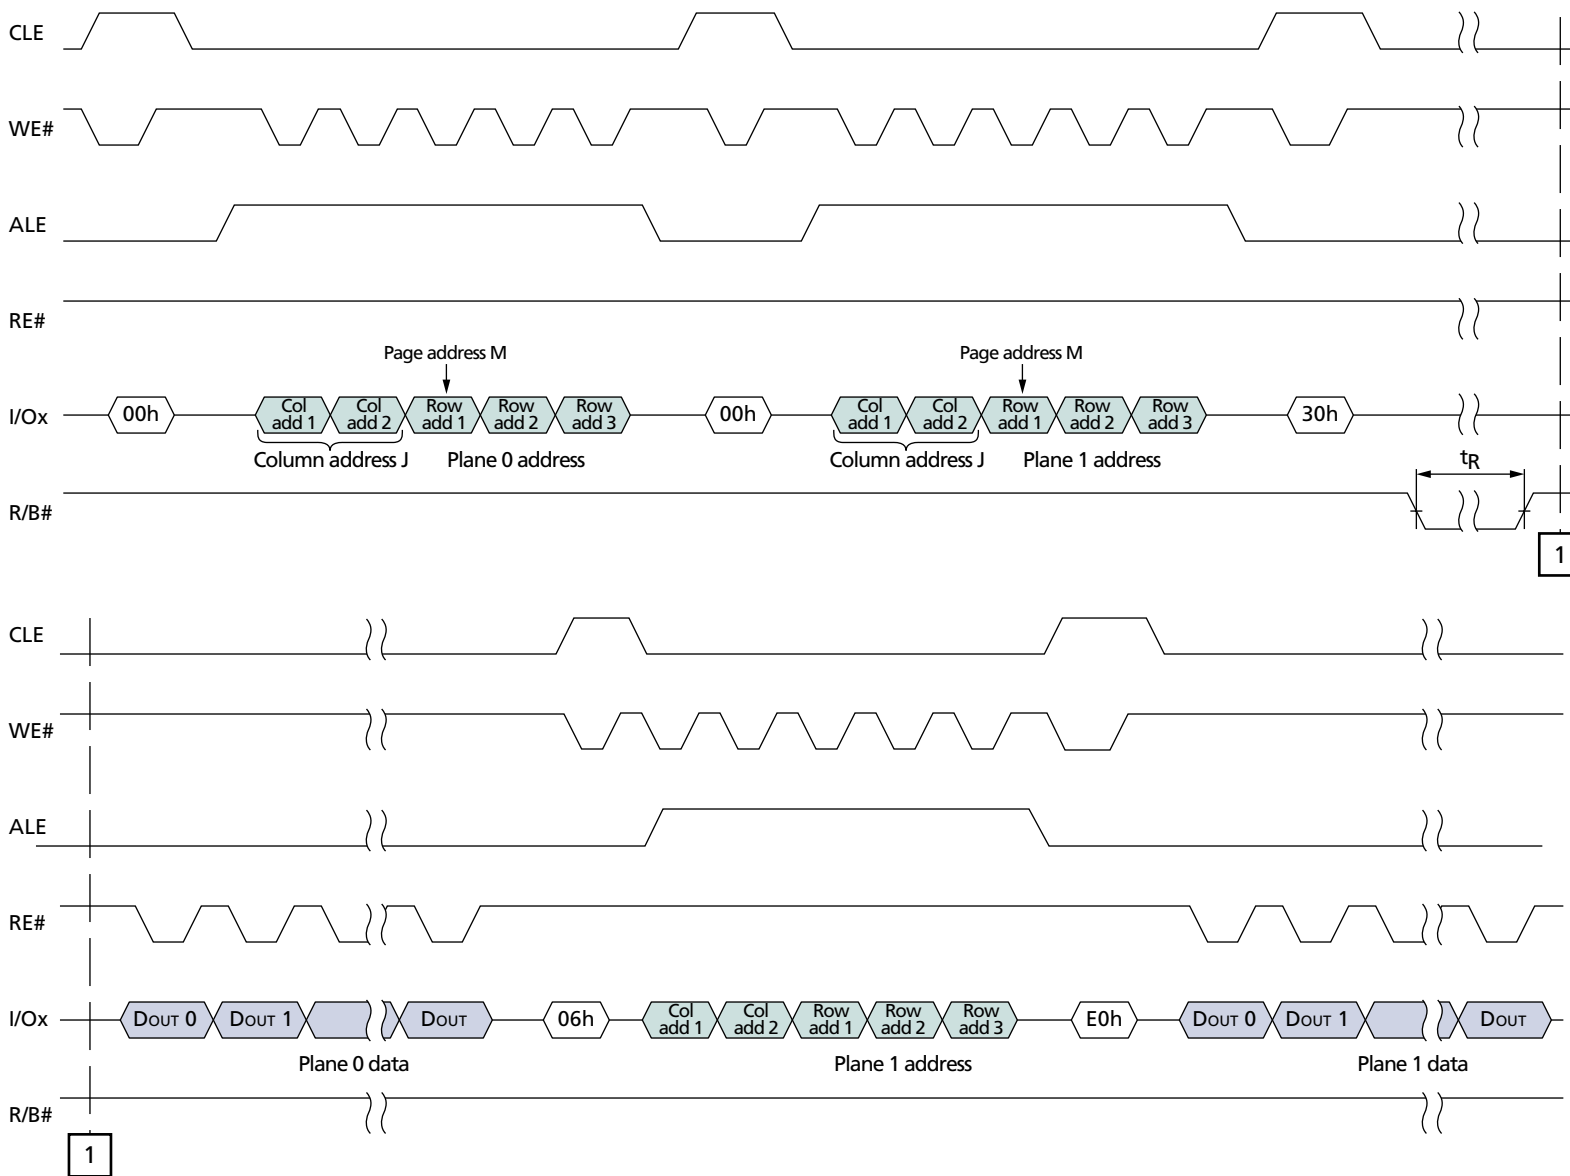 CLE
WE#
ALE
RE#
Page address M
Page address M
I/Ox
00h
Col add 1
Col add 2
Row add 1
Row add 2
Row add 3
00h
Col add 1
Col add 2
Row add 1
Row add 2
Row add 3
30h
Column address J
Plane 0 address
Column address J
Plane 1 address
tR
R/B#
1
CLE
WE#
ALE
RE#
I/Ox
DOUT 0
DOUT 1
DOUT
06h
Col add 1
Col add 2
Row add 1
Row add 2
Row add 3
E0h
DOUT 0
DOUT 1
DOUT
Plane 0 data
Plane 1 address
Plane 1 data
R/B#
1